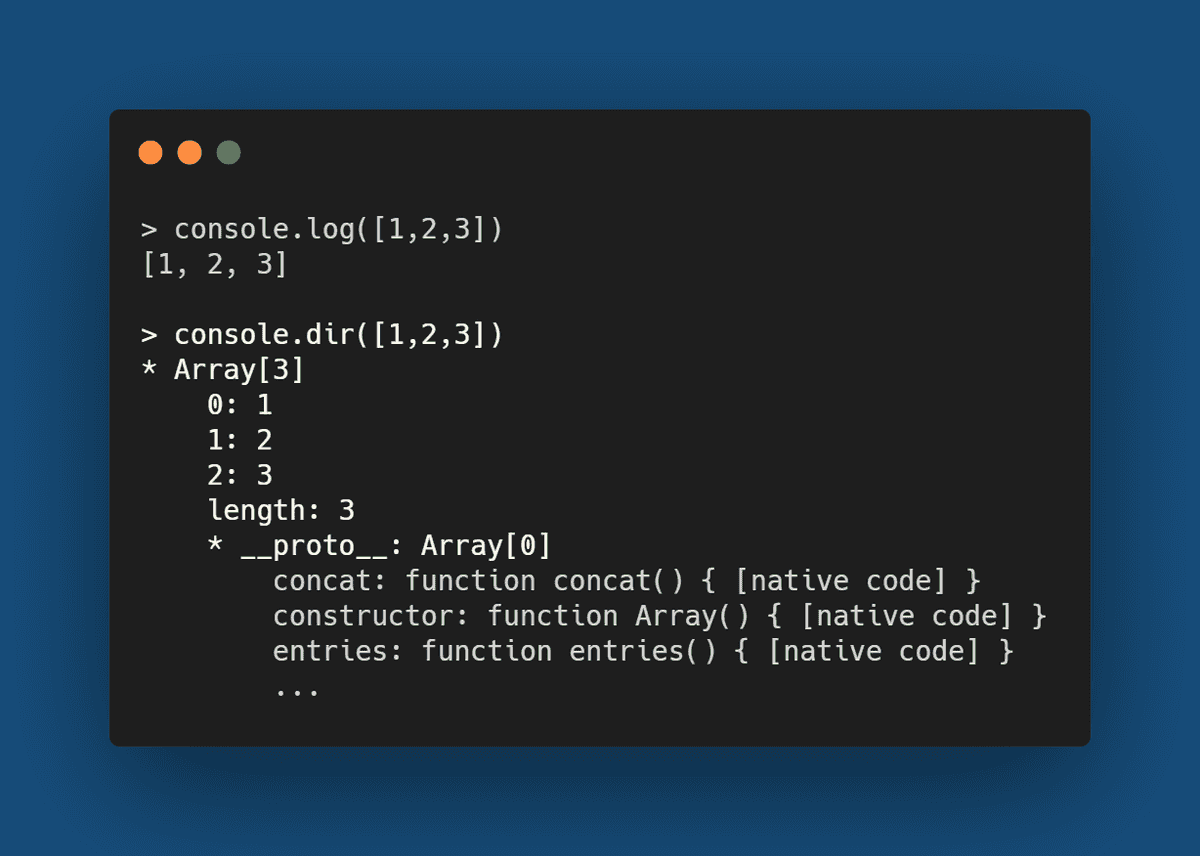 > console.log([1,2,3])
[1, 2, 3]

> console.dir([1,2,3])
* Array[3]
    0: 1
    1: 2
    2: 3
    length: 3
    * __proto__: Array[0]
        concat: function concat() { [native code] }
        constructor: function Array() { [native code] }
        entries: function entries() { [native code] }
        ...